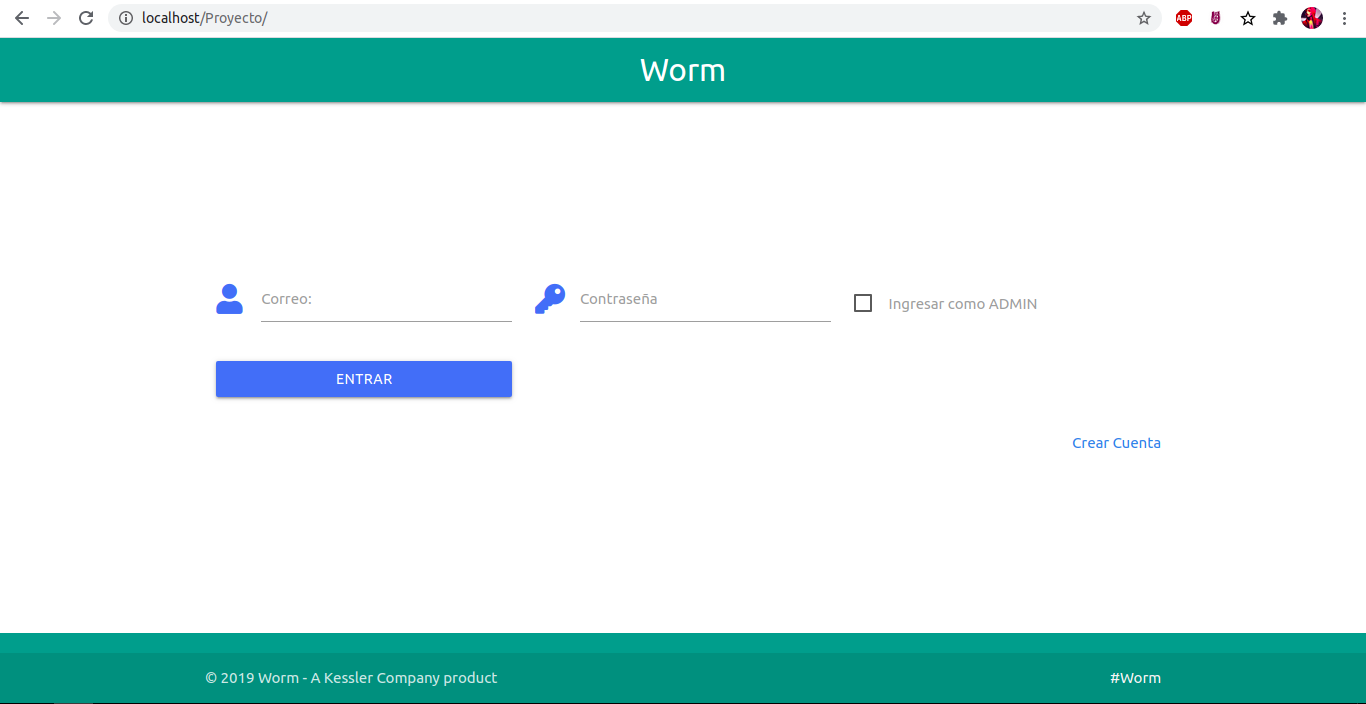 localhost/Proyecto/
ABP
Worm
Correo:
Contraseña
Ingresar como ADMIN
ENTRAR
Crear Cuenta
© 2019 Worm - A Kessler Company product
#Worm